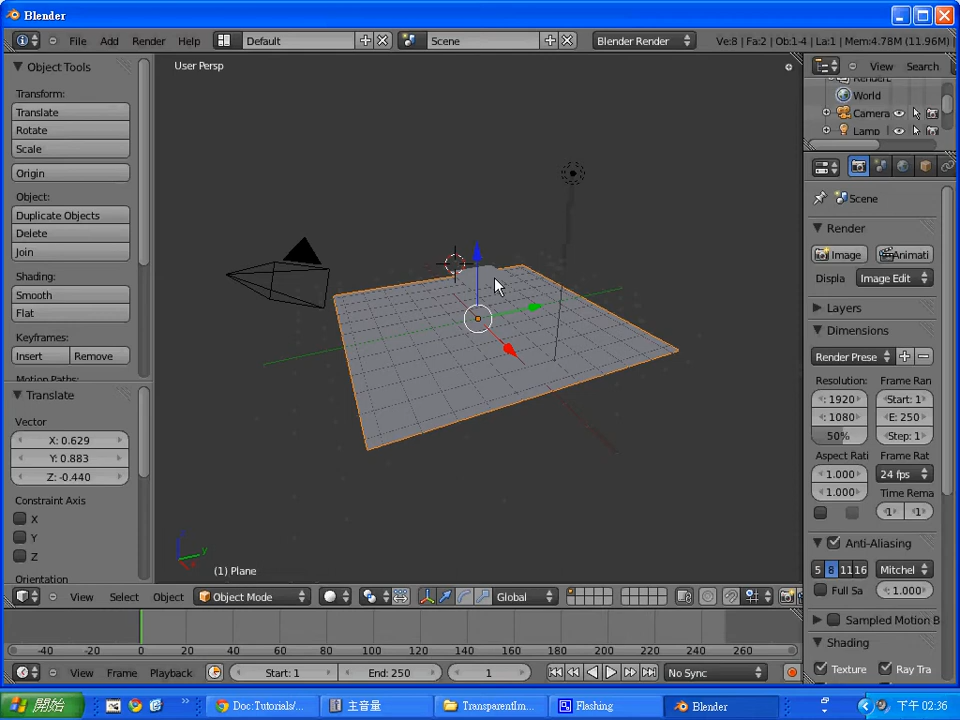 Blender
File Add Render Help Default Scene Blender Render Ve:8 | Fa:2 | Ob:1-4 | La:1 | Mem:4.78M (11.96M)
Object Tools
User Persp
View Search
World
Camera
Lamp
Transform:
Translate
Rotate
Scale
Origin
Object:
Duplicate Objects
Delete
Join
Shading:
Smooth
Flat
Keyframes:
Insert Remove
Translate
Vector
X: 0.629
Y: 0.883
Z: -0.440
Constraint Axis
X
Y
Z
Orientation
z
y
(1) Plane
View Select Object Object Mode Global
Scene
Render
Image Animati
Displa Image Edit
Layers
Dimensions
Render Prese
Resolution: Frame Ran
: 1920 Start: 1
: 1080 E: 250
50% Step: 1
Aspect Rati Frame Rat
1.000 24 fps
1.000 Time Rema
1 1
Anti-Aliasing
5 8 11 16 Mitchel
Full Sa : 1.000
Sampled Motion B
Shading
Texture Ray Tra
-40 -20 0 20 40 60 80 100 120 140 160 180 200 220 240 260
View Frame Playback Start: 1 End: 250 1 No Sync
開始 Doc:Tutorials/... 主音量 TransparentIm... Flashing Blender 下午 02:36